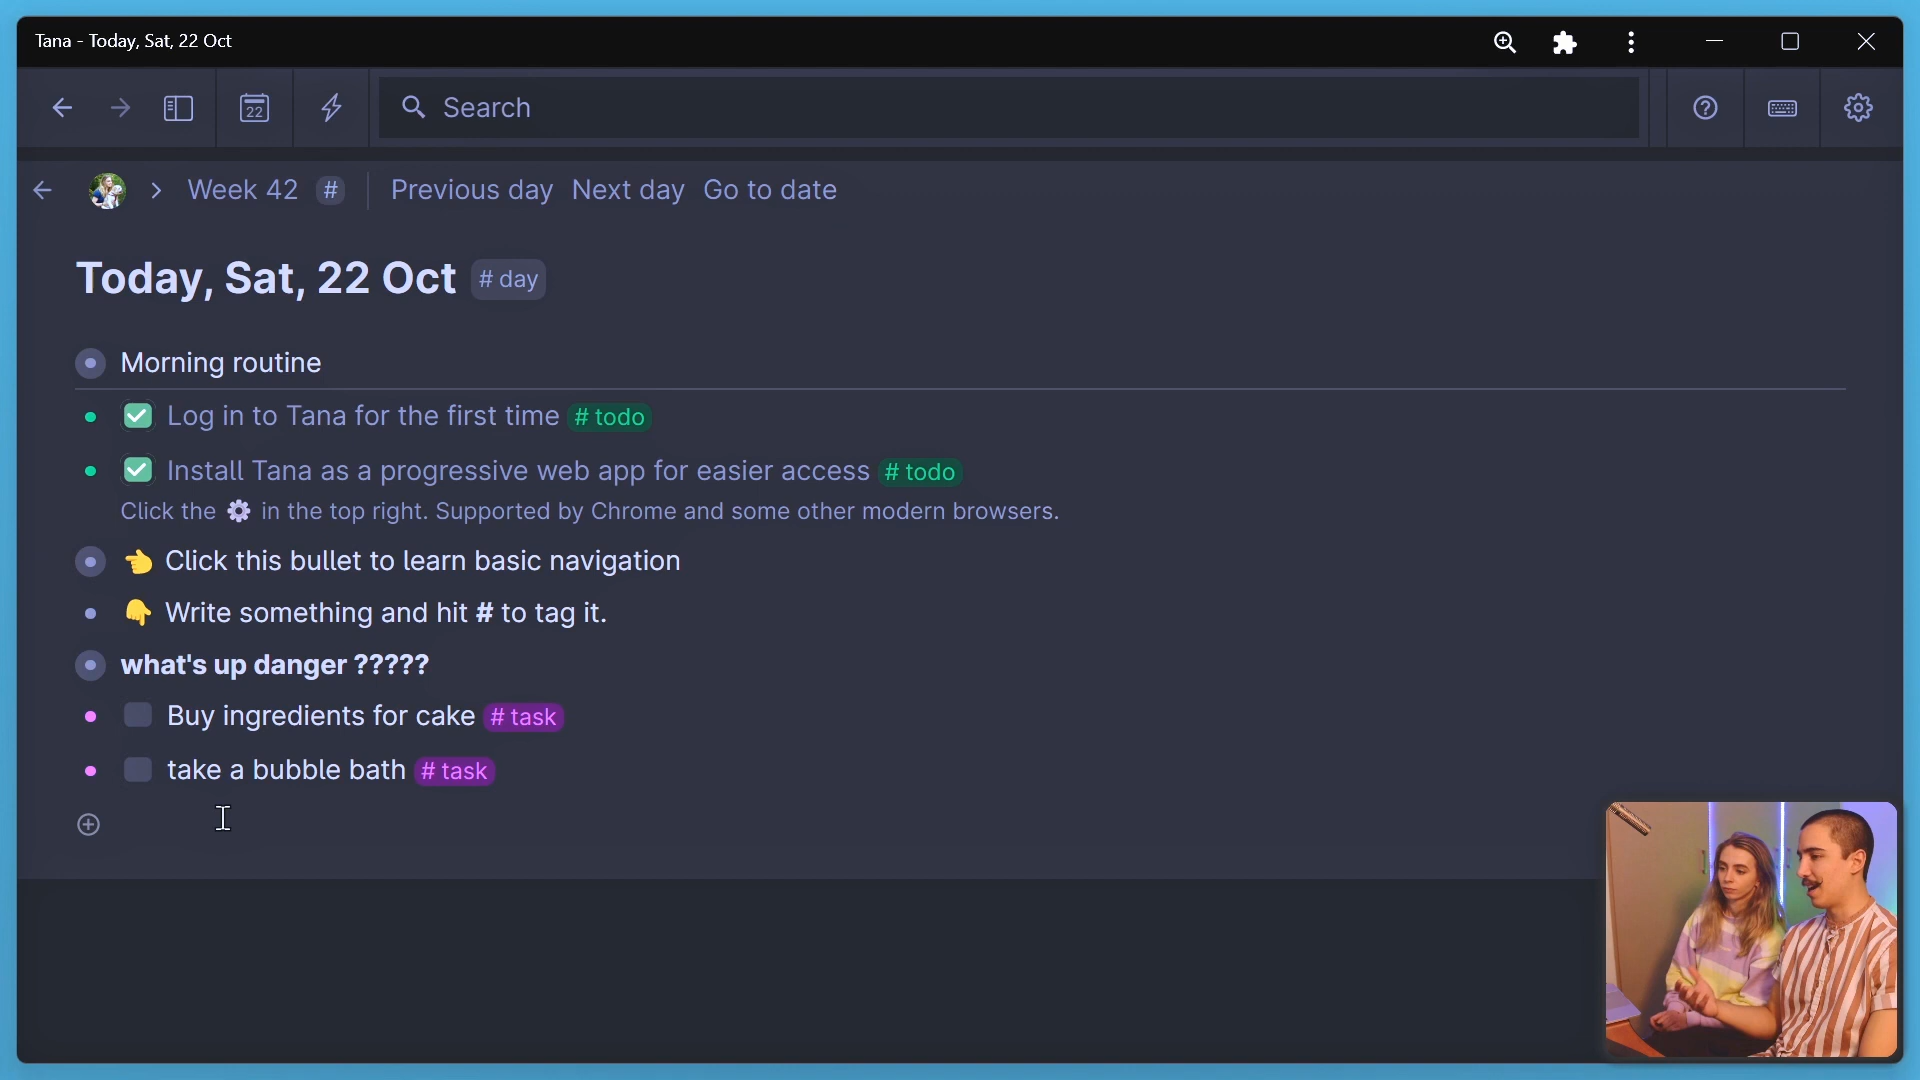 Tana - Today, Sat, 22 Oct
22
Search
Week 42 # Previous day Next day Go to date
Today, Sat, 22 Oct # day
Morning routine
Log in to Tana for the first time # todo
Install Tana as a progressive web app for easier access # todo
Click the in the top right. Supported by Chrome and some other modern browsers.
Click this bullet to learn basic navigation
Write something and hit # to tag it.
what's up danger ?????
Buy ingredients for cake # task
take a bubble bath # task